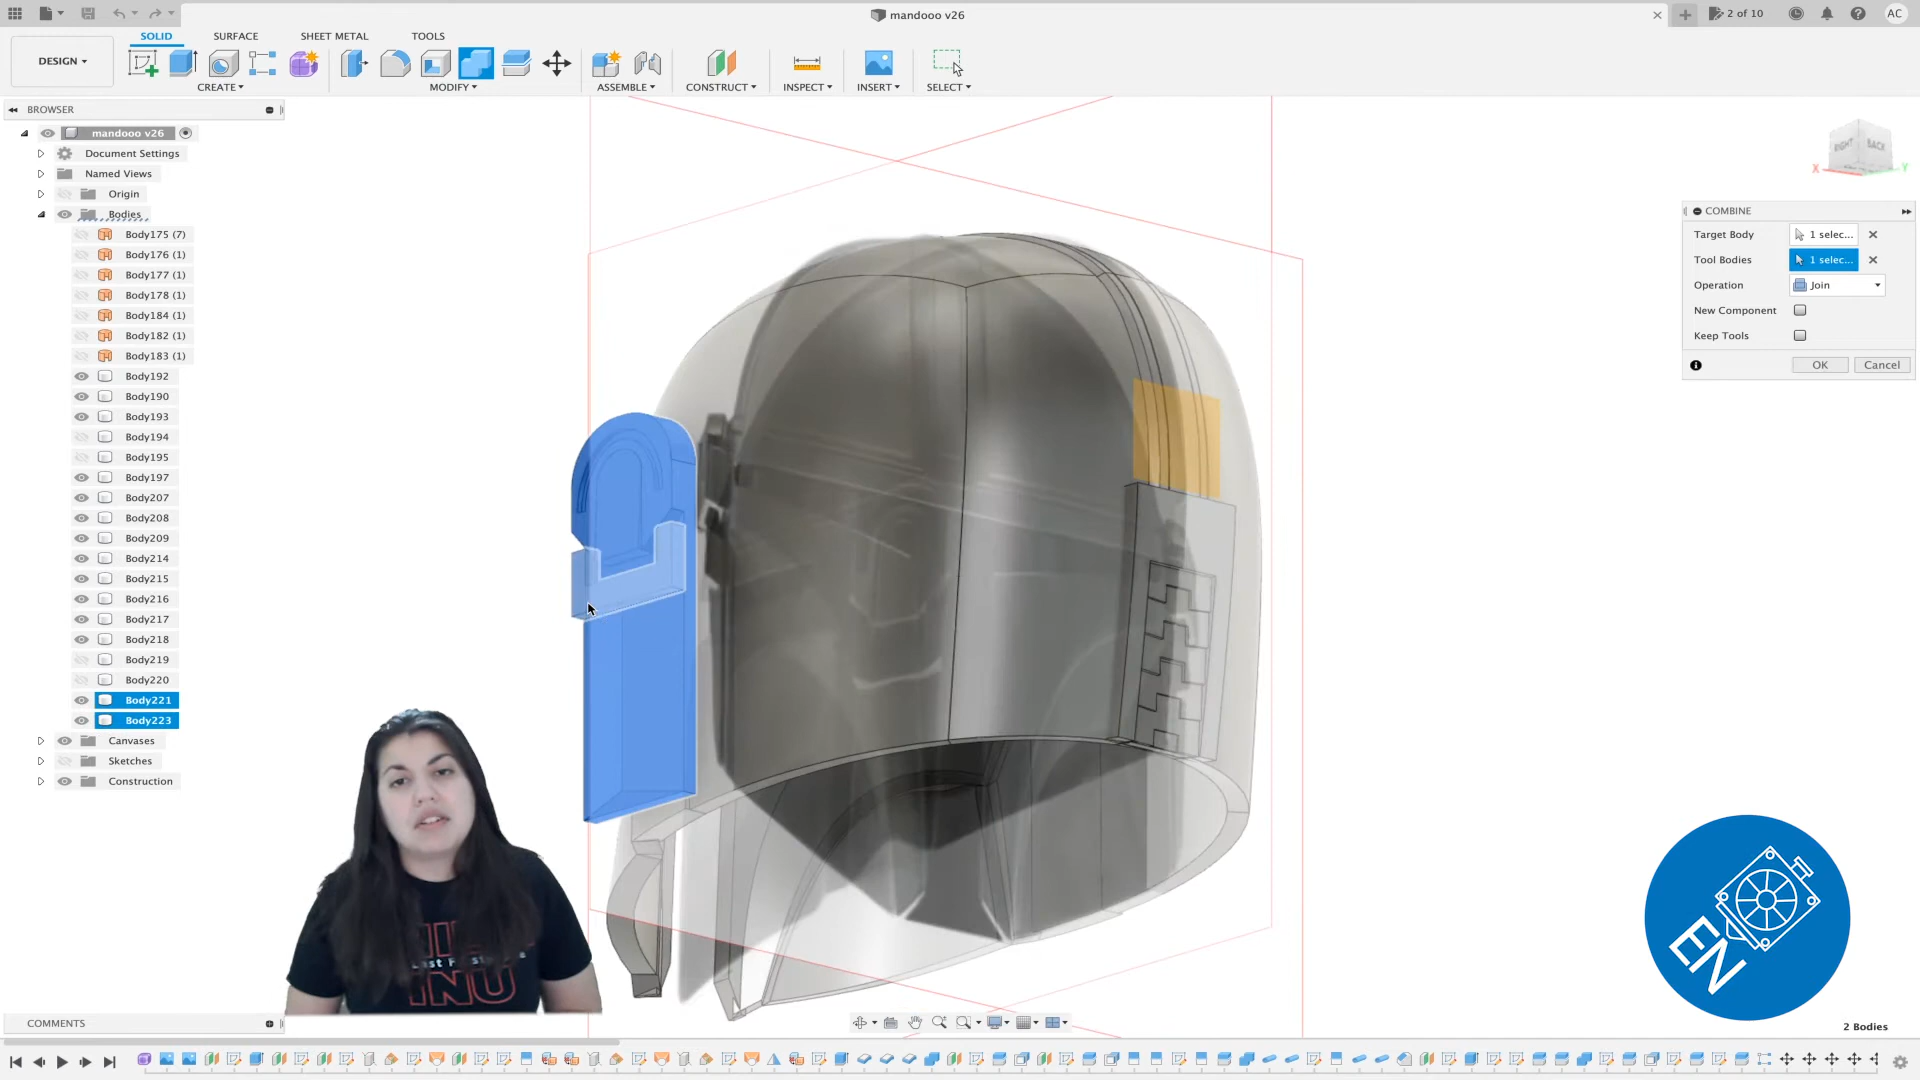 mandooo v26
2 of 10
AC
SOLID
SURFACE
SHEET METAL
TOOLS
DESIGN
CREATE
MODIFY
ASSEMBLE
CONSTRUCT
INSPECT
INSERT
SELECT
BROWSER
mandooo v26
Document Settings
Named Views
Origin
Bodies
Body175 (7)
Body176 (1)
Body177 (1)
Body178 (1)
Body184 (1)
Body182 (1)
Body183 (1)
Body192
Body190
Body193
Body194
Body195
Body197
Body207
Body208
Body209
Body214
Body215
Body216
Body217
Body218
Body219
Body220
Body221
Body223
Canvases
Sketches
Construction
RIGHT
BACK
X
Y
COMBINE
Target Body
1 selec...
Tool Bodies
1 selec...
Operation
Join
New Component
Keep Tools
OK
Cancel
EN
2 Bodies
COMMENTS